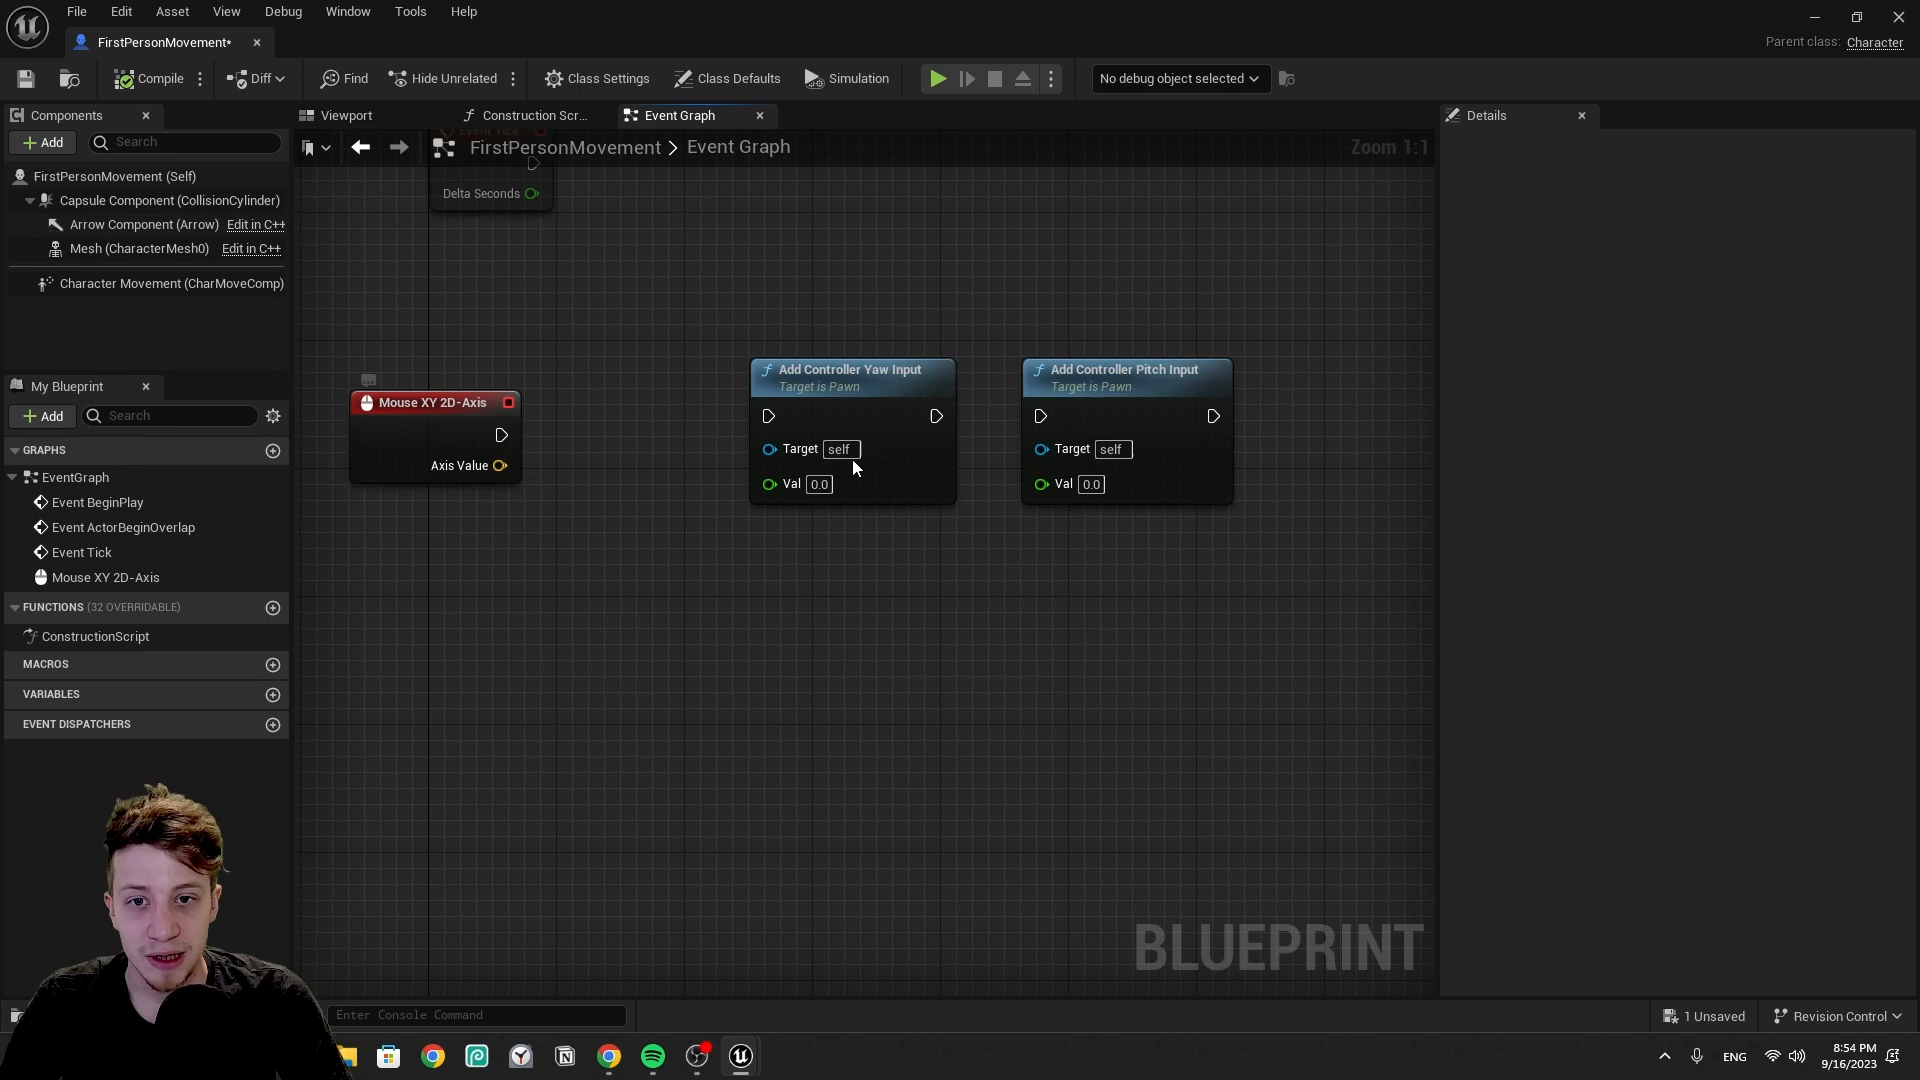 File Edit Asset View Debug Window Tools Help
FirstPersonMovement*
Parent class: Character
Compile Diff Find Hide Unrelated Class Settings Class Defaults Simulation No debug object selected
Components Viewport Construction Scr... Event Graph Details
Add Search
Event Tick
FirstPersonMovement > Event Graph Zoom 1:1
FirstPersonMovement (Self)
Delta Seconds
Capsule Component (CollisionCylinder)
Arrow Component (Arrow) Edit in C++
Mesh (CharacterMesh0) Edit in C++
Character Movement (CharMoveComp)
My Blueprint
Add Search
GRAPHS
EventGraph
Event BeginPlay
Event ActorBeginOverlap
Event Tick
Mouse XY 2D-Axis
FUNCTIONS (32 OVERRIDABLE)
ConstructionScript
MACROS
VARIABLES
EVENT DISPATCHERS
Mouse XY 2D-Axis
Axis Value
Add Controller Yaw Input
Target is Pawn
Target self
Val 0.0
Add Controller Pitch Input
Target is Pawn
Target self
Val 0.0
BLUEPRINT
Enter Console Command
1 Unsaved Revision Control
ENG
8:54 PM
9/16/2023